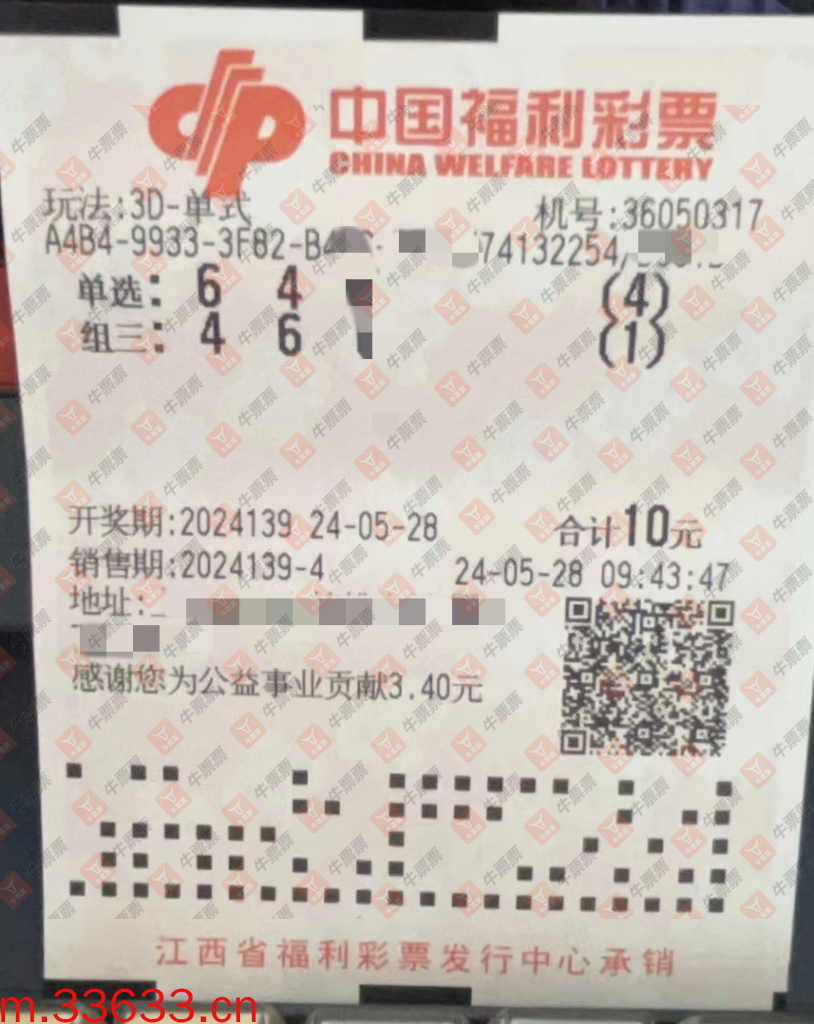 中国福利彩票
CHINA WELFARE LOTTERY
玩法:3D-单式 机号:36050317
A4B4-9933-3F82-B4 74132254
单选: 6 4 (4)
组三: 4 6 (1)
开奖期:2024139 24-05-28 合计10元
销售期:2024139-4 24-05-28 09:43:47
地址:
感谢您为公益事业贡献3.40元
江西省福利彩票发行中心承销
m.33633.cn
牛票票